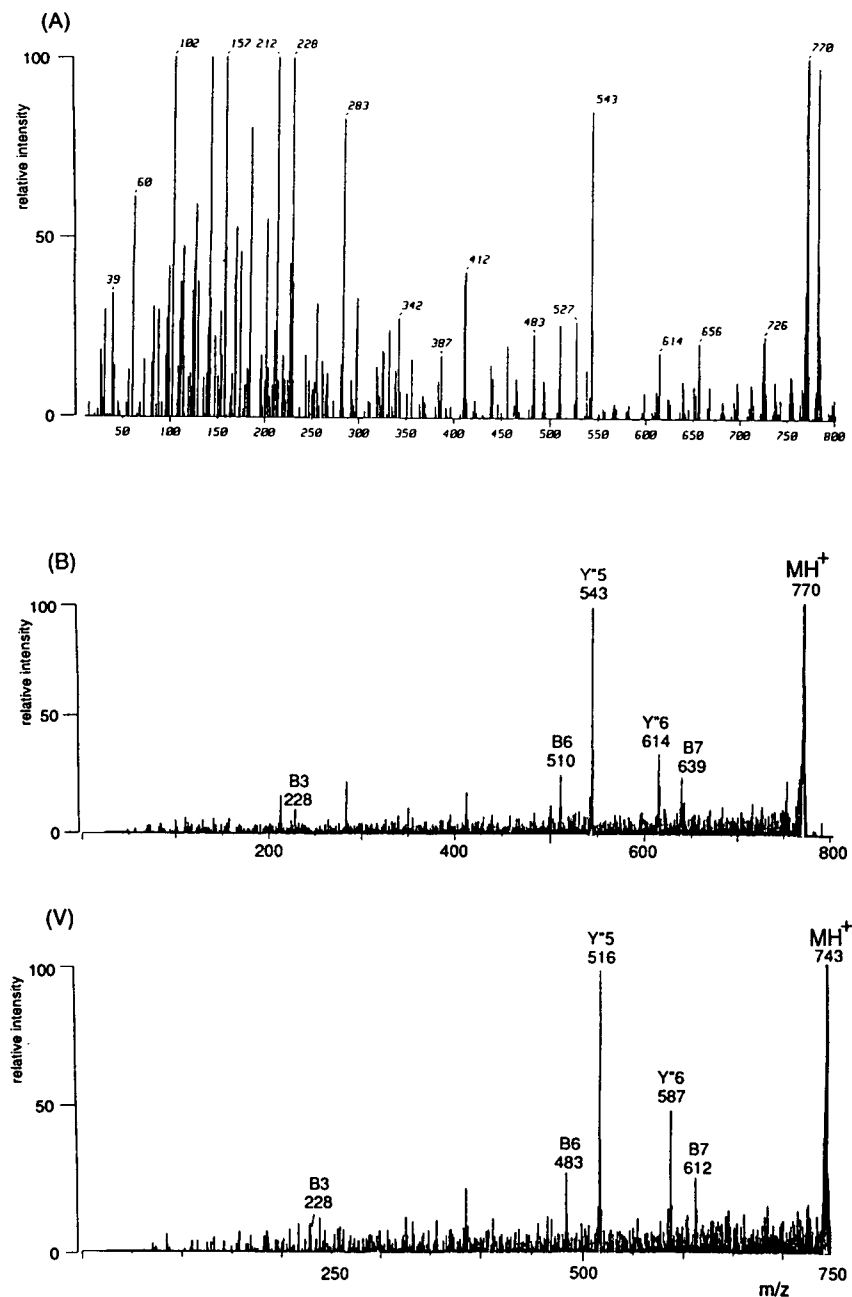 (A)
102
157 212
228
770
100
283
543
60
relative intensity
50
412
39
342
527
387
483
614
656
726
0
50 100 150 200 250 300 350 400 450 500 550 600 650 700 750 800
(B)
Y"5
543
MH+
770
100
relative intensity
50
B6
510
Y"6
614
B7
639
B3
228
0
200 400 600 800
(V)
Y"5
516
MH+
743
100
relative intensity
50
Y"6
587
B6
483
B7
612
B3
228
0
250 500 750
m/z